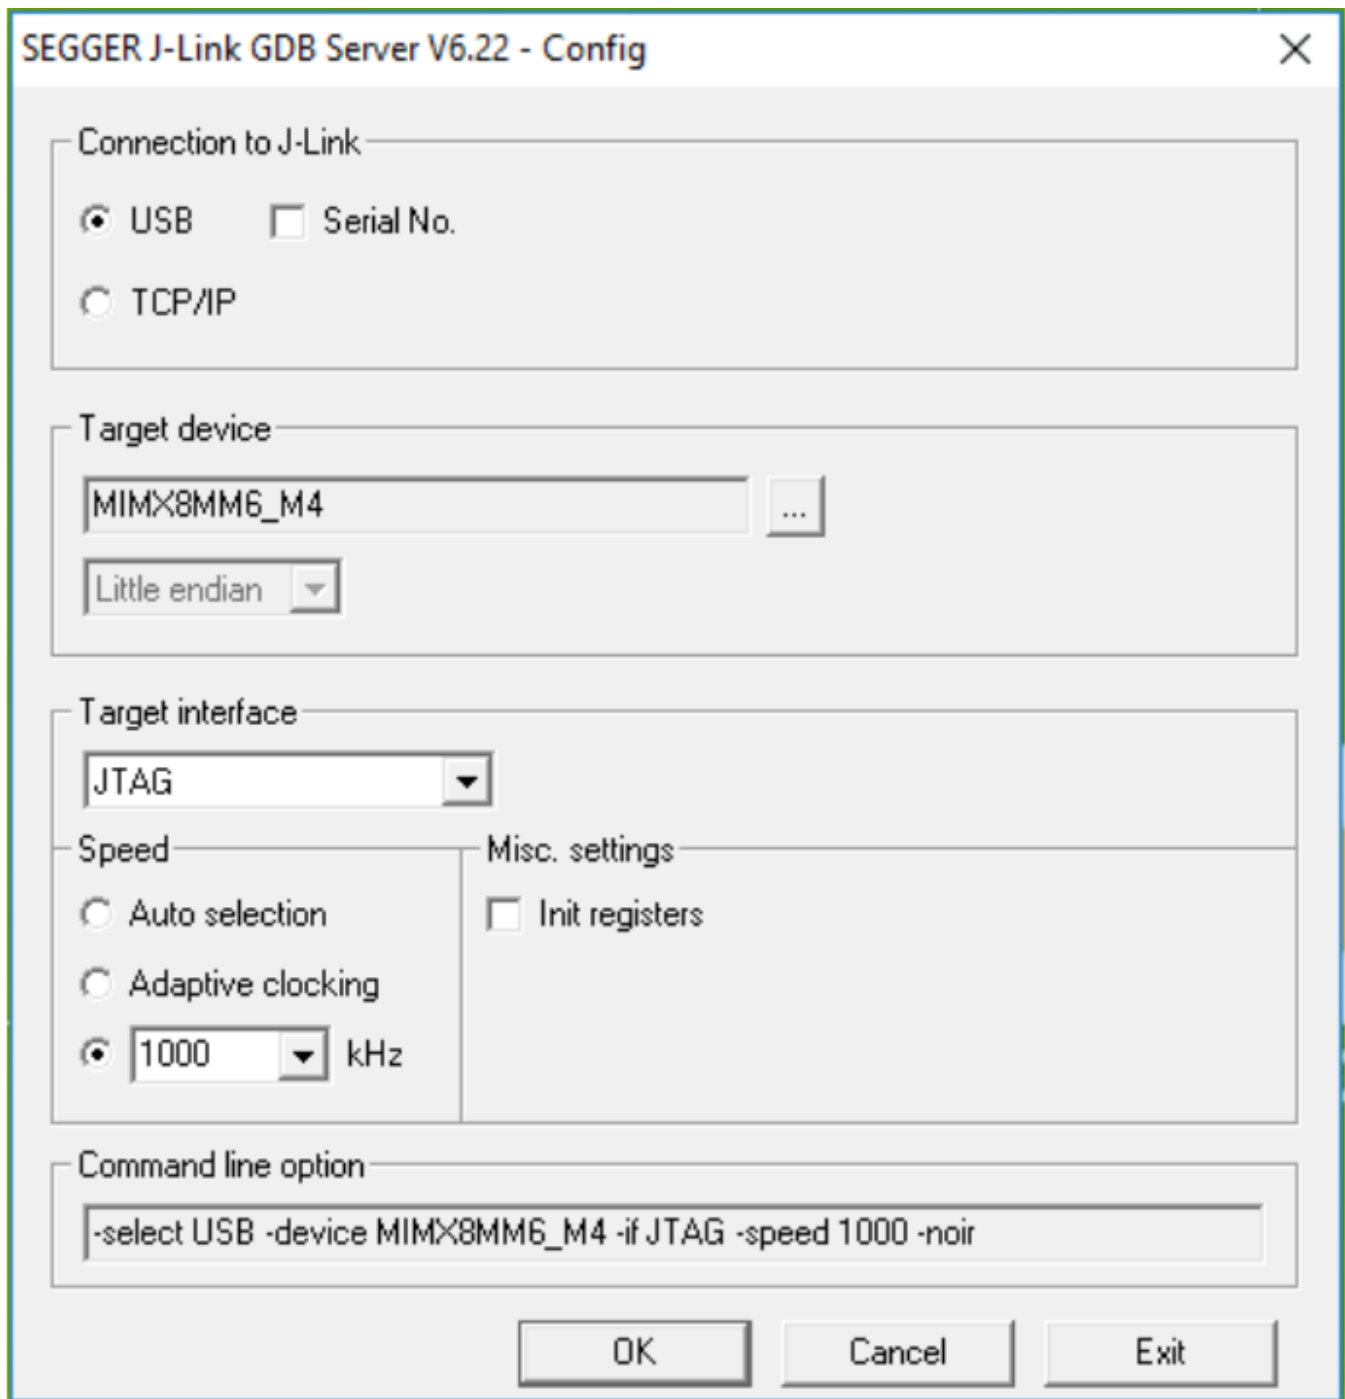 SEGGER J-Link GDB Server V6.22 - Config
Connection to J-Link
USB Serial No.
TCP/IP
Target device
MIMX8MM6_M4 ...
Little endian
Target interface
JTAG
Speed
Misc. settings
Auto selection
Init registers
Adaptive clocking
1000 kHz
Command line option
-select USB -device MIMX8MM6_M4 -if JTAG -speed 1000 -noir
OK Cancel Exit